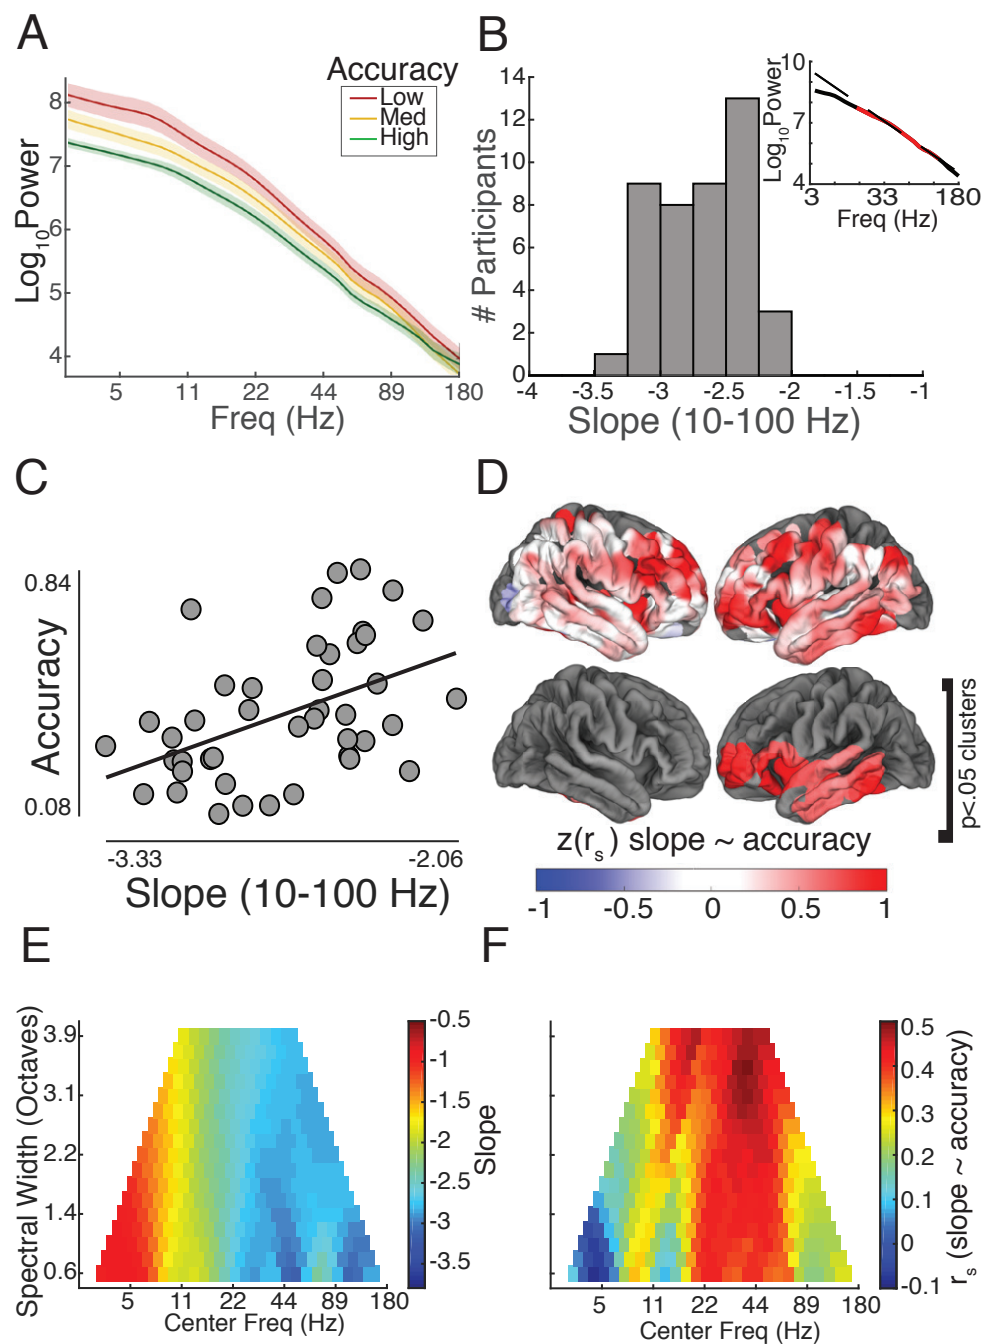 A
Accuracy
Low
Med
High
Log10Power
8
7
6
5
4
5 11 22 44 89 180
Freq (Hz)
B
# Participants
14
12
10
8
6
4
2
0
-4 -3.5 -3 -2.5 -2 -1.5 -1
Slope (10-100 Hz)
Log10Power
10
7
4
3 33 180
Freq (Hz)
C
Accuracy
0.84
0.08
-3.33 -2.06
Slope (10-100 Hz)
D
p<.05 clusters
z(rs) slope ~ accuracy
-1 -0.5 0 0.5 1
E
Spectral Width (Octaves)
3.9
3.1
2.2
1.4
0.6
5 11 22 44 89 180
Center Freq (Hz)
-0.5
-1
-1.5
-2
-2.5
-3
-3.5
Slope
F
5 11 22 44 89 180
Center Freq (Hz)
0.5
0.4
0.3
0.2
0.1
0
-0.1
rs (slope ~ accuracy)